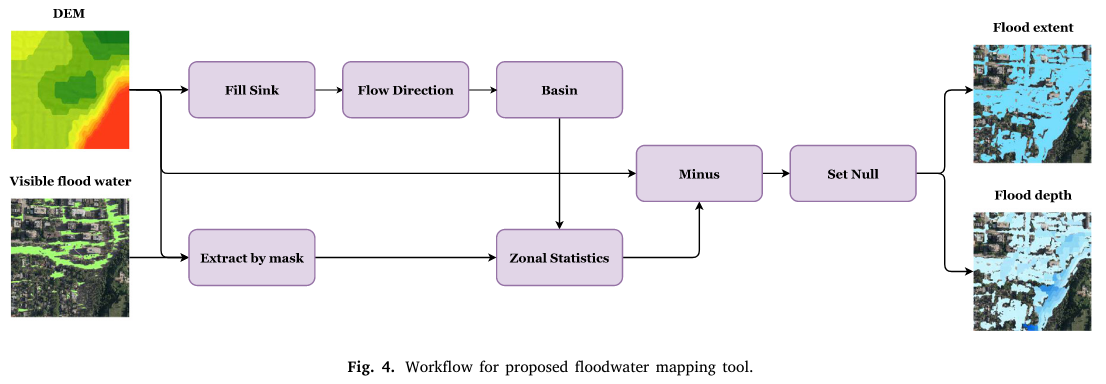 DEM
Flood extent
Fill Sink
Flow Direction
Basin
Visible flood water
Minus
Set Null
Flood depth
Extract by mask
Zonal Statistics
Fig. 4. Workflow for proposed floodwater mapping tool.